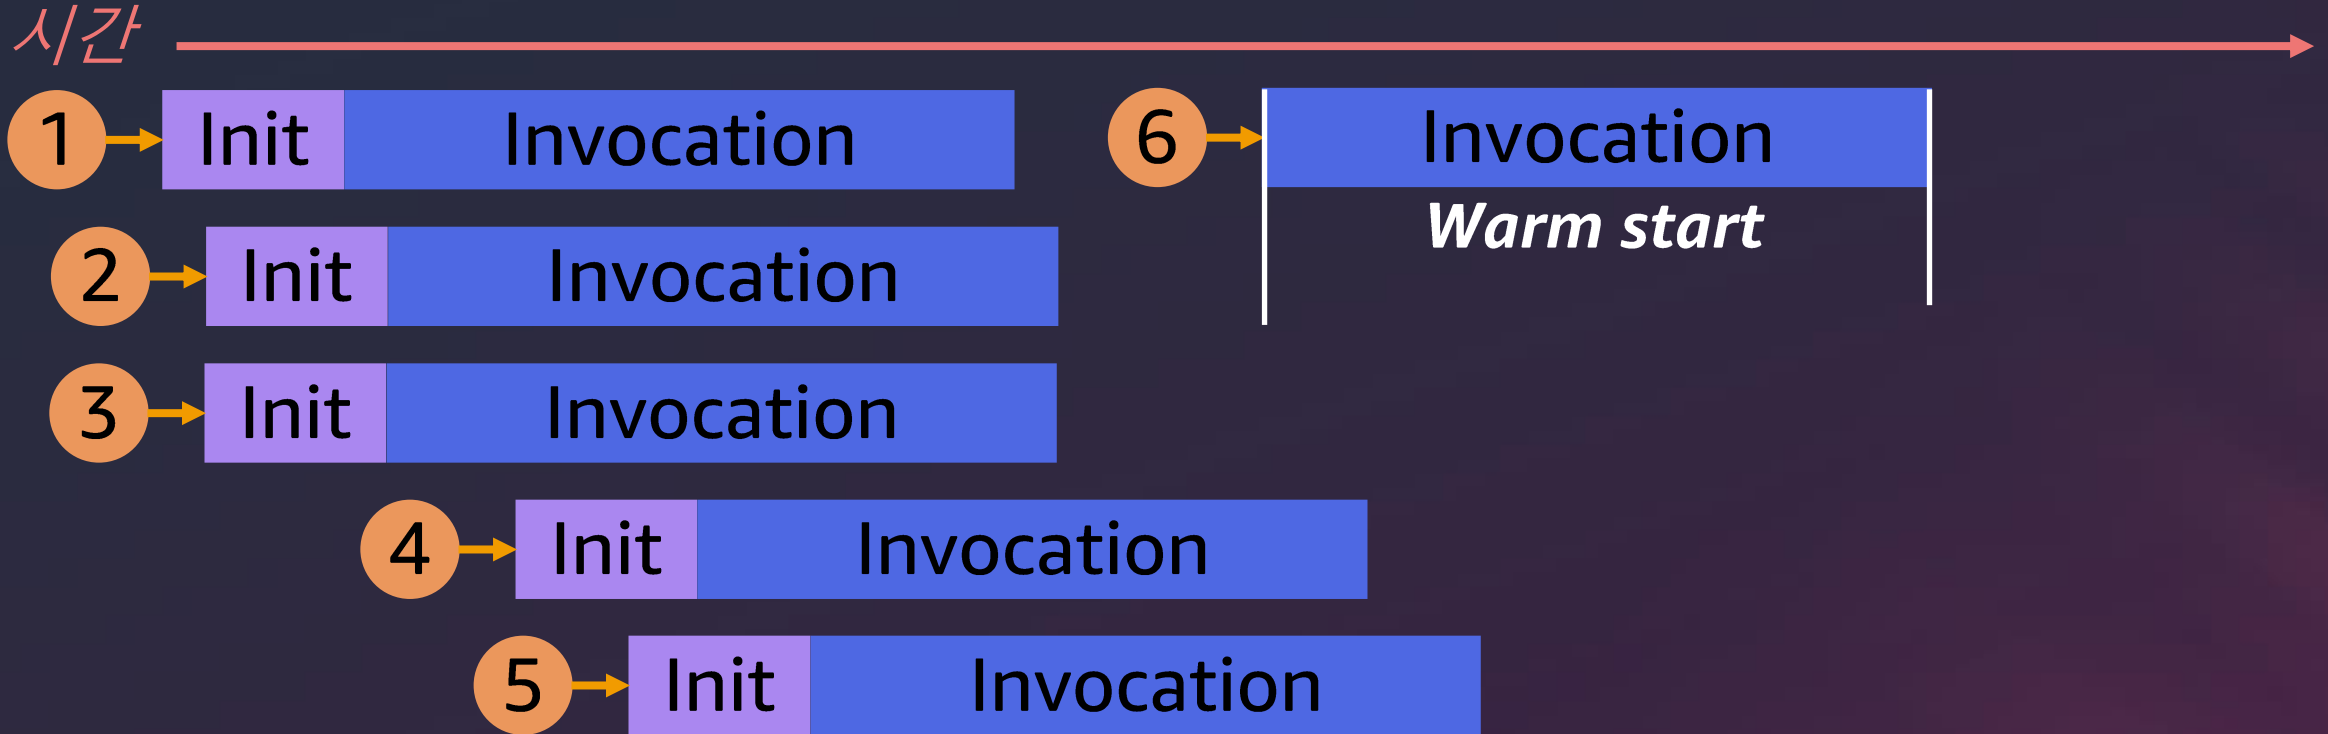 시간
1 Init Invocation
6 Invocation
Warm start
2 Init Invocation
3 Init Invocation
4 Init Invocation
5 Init Invocation